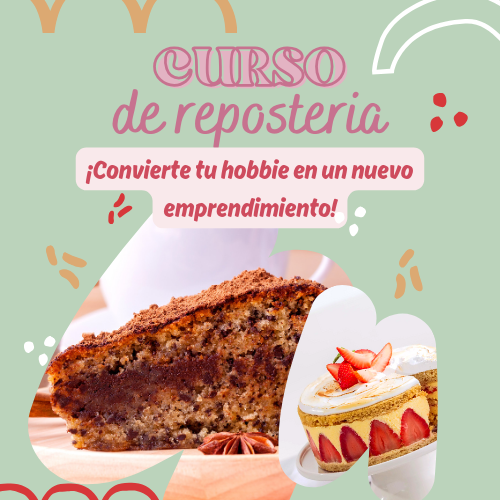 CURSO
de reposteria
¡Convierte tu hobbie en un nuevo
emprendimiento!